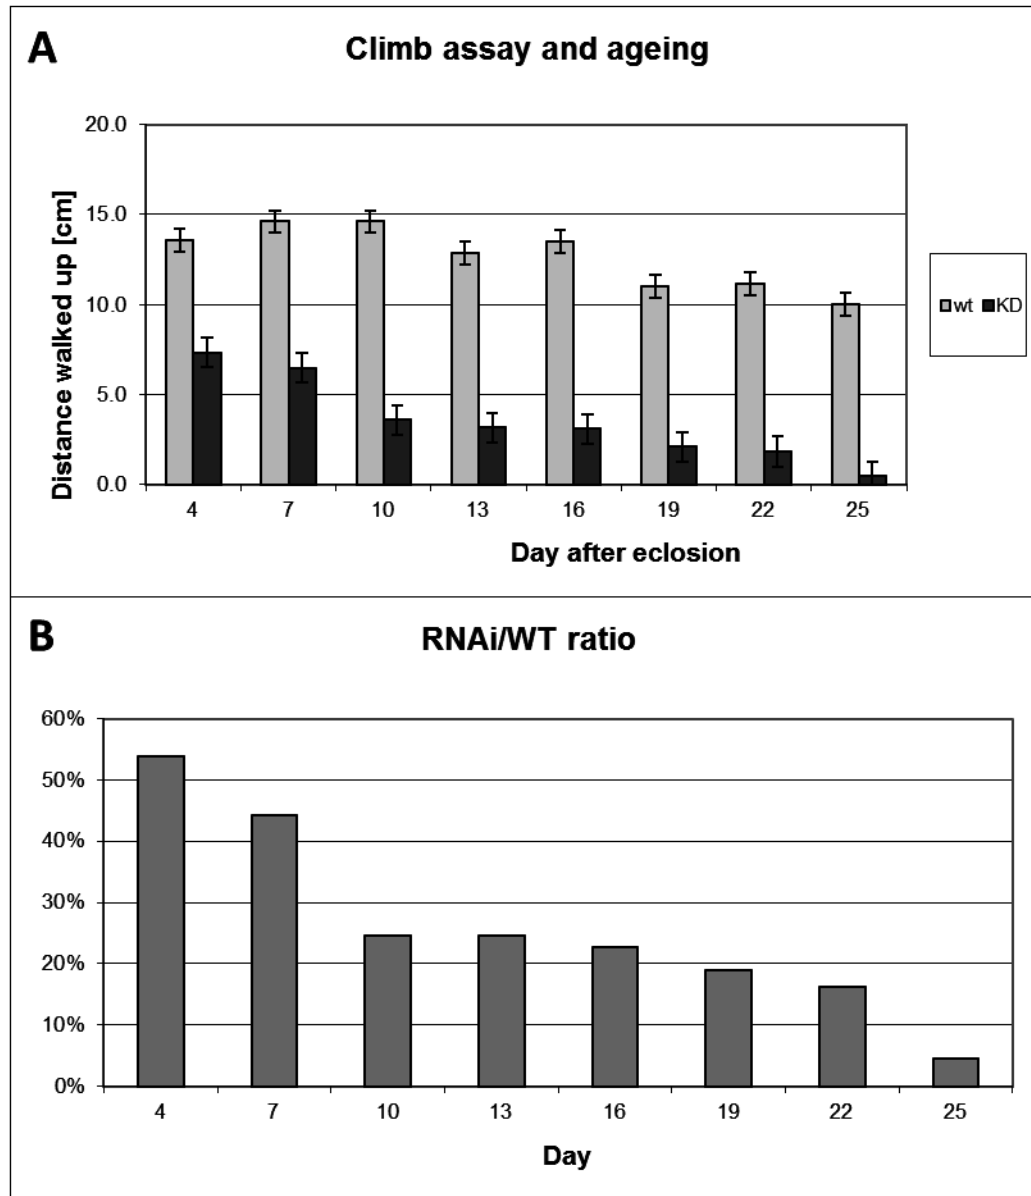 A
Climb assay and ageing
20.0
15.0
10.0
5.0
0.0
Distance walked up [cm]
4 7 10 13 16 19 22 25
Day after eclosion
wt KD
B
RNAi/WT ratio
60%
50%
40%
30%
20%
10%
0%
4 7 10 13 16 19 22 25
Day